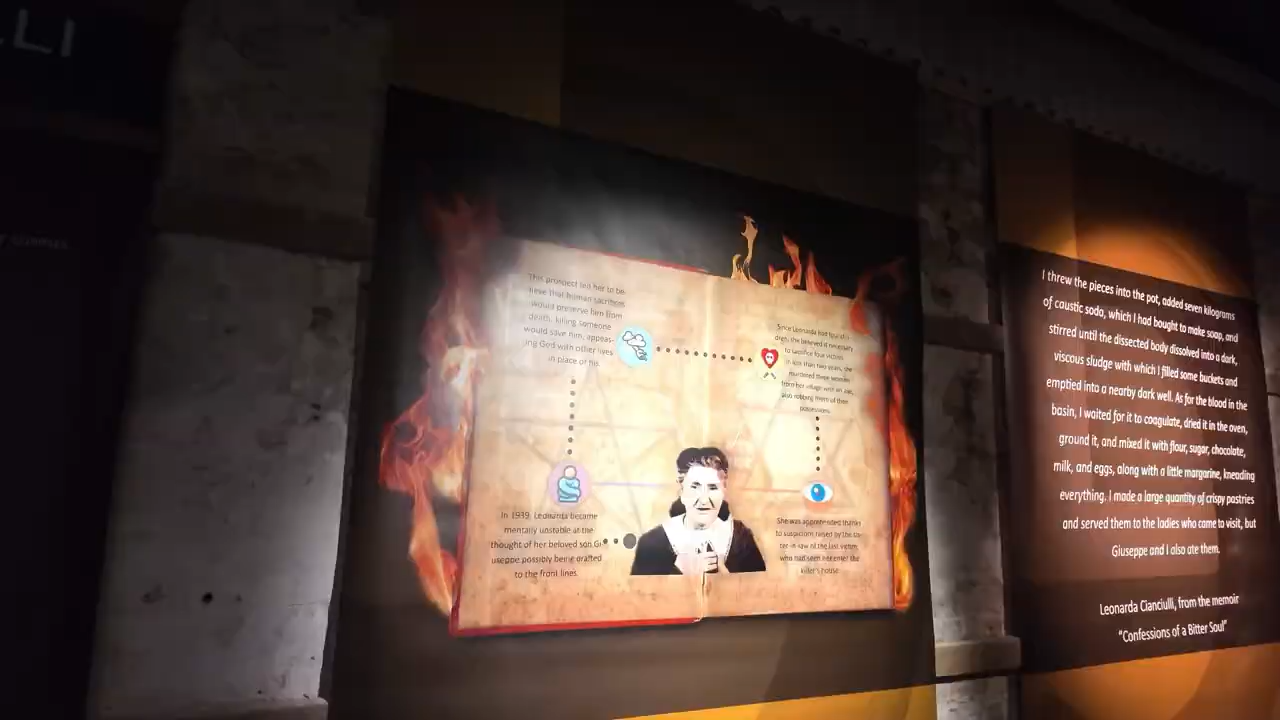 LLI
This prospect led her to be-
lieve that human sacrifices
would preserve him from
death, killing someone
would save him, appeas-
ing God with other lives
in place of his.
Since Leonarda had four chil-
dren, she believed it necessary
to sacrifice four victims.
In less than two years, she
murdered three women
from her village with an axe,
also robbing them of their
possessions.
In 1939, Leonarda became
mentally unstable at the
thought of her beloved son Gi-
useppe possibly being drafted
to the front lines.
She was apprehended thanks
to suspicions raised by the sis-
ter-in-law of the last victim,
who had seen her enter the
killer's house.
I threw the pieces into the pot, added seven kilograms
of caustic soda, which I had bought to make soap, and
stirred until the dissected body dissolved into a dark,
viscous sludge with which I filled some buckets and
emptied into a nearby dark well. As for the blood in the
basin, I waited for it to coagulate, dried it in the oven,
ground it, and mixed it with flour, sugar, chocolate,
milk, and eggs, along with a little margarine, kneading
everything. I made a large quantity of crispy pastries
and served them to the ladies who came to visit, but
Giuseppe and I also ate them.
Leonarda Cianciulli, from the memoir
"Confessions of a Bitter Soul"